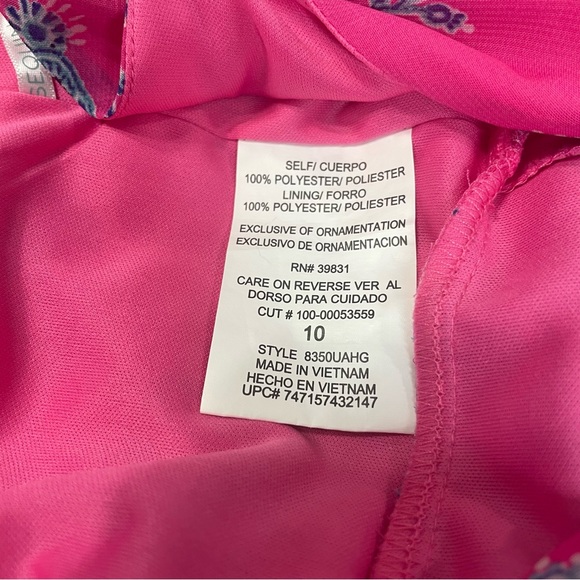 SELF/ CUERPO
100% POLYESTER/ POLIESTER
LINING/ FORRO
100% POLYESTER/ POLIESTER
EXCLUSIVE OF ORNAMENTATION
EXCLUSIVO DE ORNAMENTACION
RN# 39831
CARE ON REVERSE VER AL
DORSO PARA CUIDADO
CUT # 100-00053559
10
STYLE 8350UAHG
MADE IN VIETNAM
HECHO EN VIETNAM
UPC# 747157432147